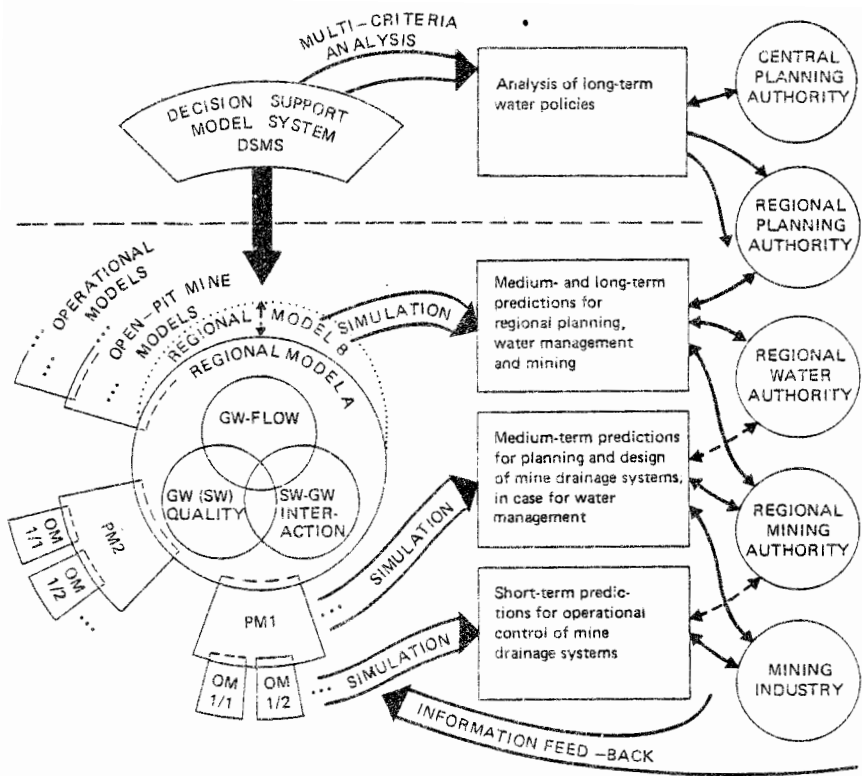 MULTI-CRITERIA
ANALYSIS
DECISION SUPPORT
MODEL SYSTEM
DSMS
Analysis of long-term
water policies
CENTRAL
PLANNING
AUTHORITY
REGIONAL
PLANNING
AUTHORITY
... OPERATIONAL
MODELS
... OPEN-PIT MINE
MODELS
REGIONAL MODEL B
REGIONAL MODEL A
SIMULATION
Medium- and long-term
predictions for
regional planning,
water management
and mining
REGIONAL
WATER
AUTHORITY
GW-FLOW
GW (SW)
QUALITY
SW-GW
INTER-
ACTION
Medium-term predictions
for planning and design
of mine drainage systems,
in case for water
management
REGIONAL
MINING
AUTHORITY
PM2
OM
1/1
OM
1/2
...
PM1
... SIMULATION
OM
1/1
OM
1/2
... SIMULATION
Short-term predic-
tions for operational
control of mine
drainage systems
MINING
INDUSTRY
INFORMATION FEED-BACK